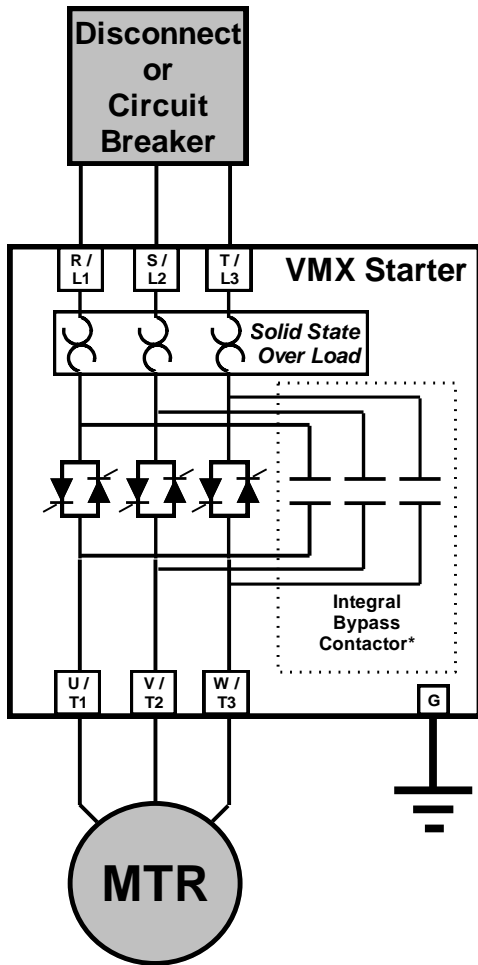 Disconnect
or
Circuit
Breaker
R / L1
S / L2
T / L3
VMX Starter
Solid State
Over Load
Integral
Bypass
Contactor*
U / T1
V / T2
W / T3
G
MTR